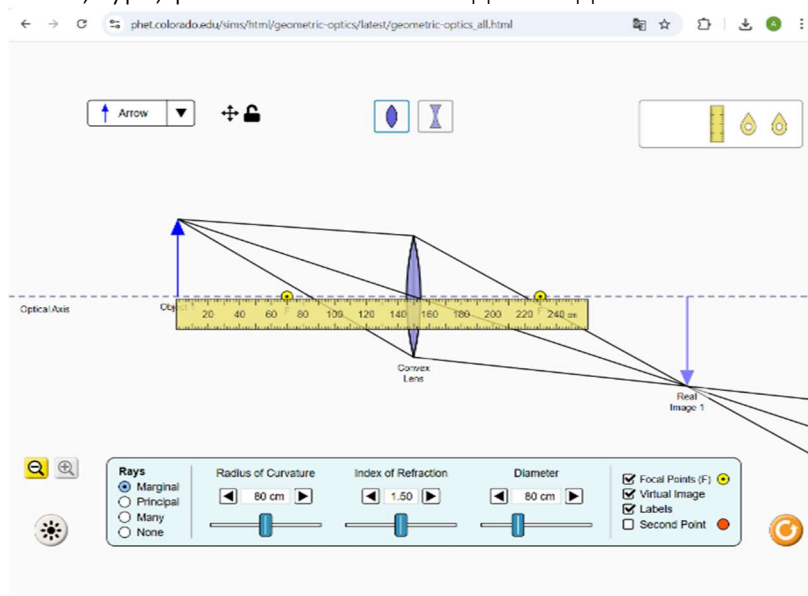 phet.colorado.edu/sims/html/geometric-optics/latest/geometric-optics_all.html
Arrow
Optical Axis
20 40 60 80 100 120 140 160 180 200 220 240 cm
F
F
Convex
Lens
Real
Image 1
Rays
Marginal
Principal
Many
None
Radius of Curvature
80 cm
Index of Refraction
1.50
Diameter
80 cm
Focal Points (F)
Virtual Image
Labels
Second Point